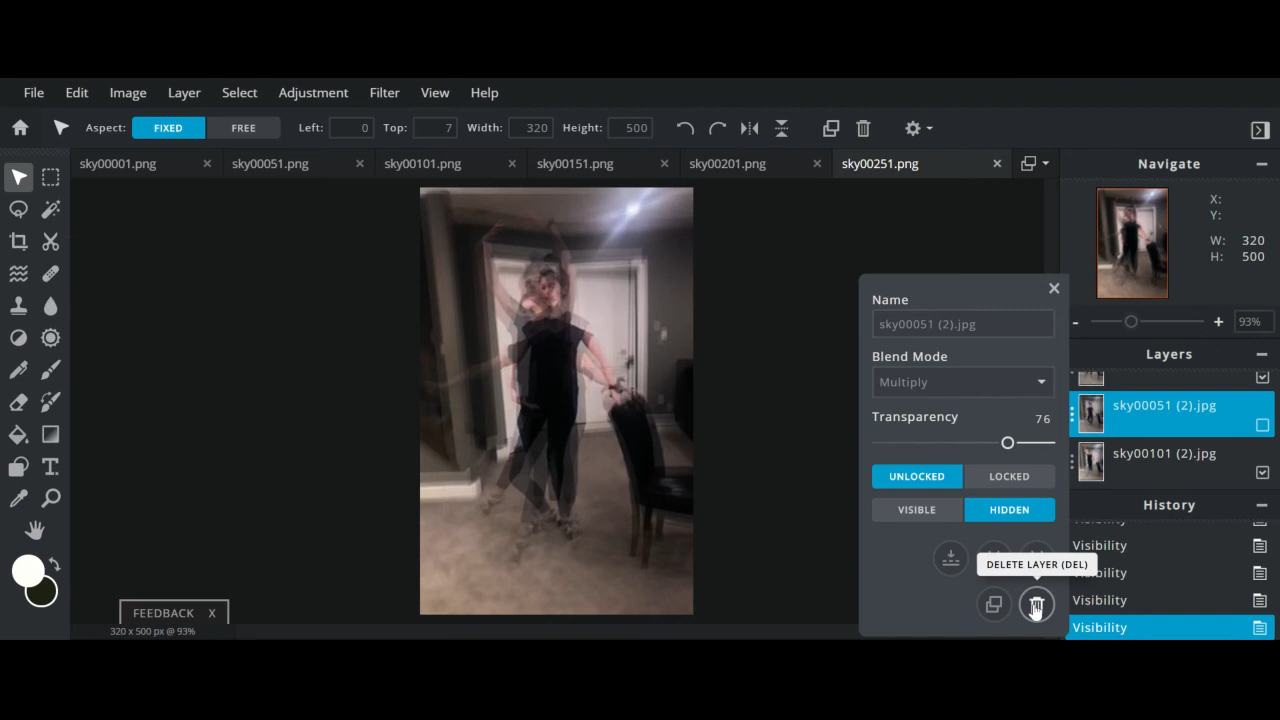 File Edit Image Layer Select Adjustment Filter View Help
Aspect: FIXED FREE Left: 0 Top: 7 Width: 320 Height: 500
sky00001.png sky00051.png sky00101.png sky00151.png sky00201.png sky00251.png
Navigate
X:
Y:
W: 320
H: 500
93%
Layers
sky00051 (2).jpg
sky00101 (2).jpg
History
Visibility
Visibility
Visibility
Visibility
Visibility
Name
sky00051 (2).jpg
Blend Mode
Multiply
Transparency 76
UNLOCKED LOCKED
VISIBLE HIDDEN
DELETE LAYER (DEL)
FEEDBACK X
320 x 500 px @ 93%